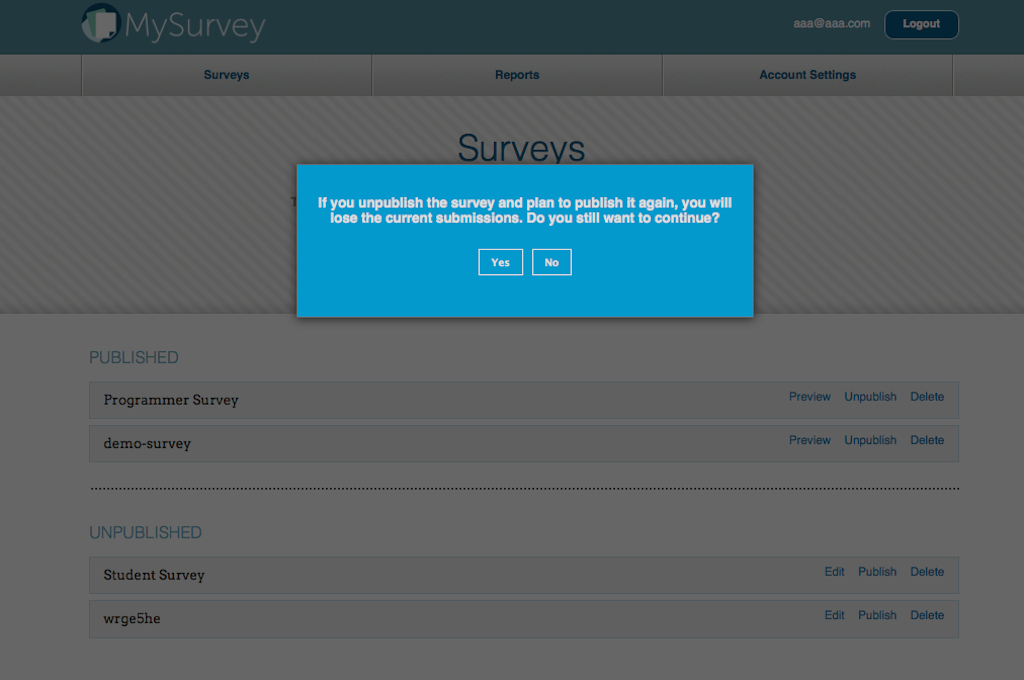 MySurvey
aaa@aaa.com
Logout
Surveys
Reports
Account Settings
Surveys
If you unpublish the survey and plan to publish it again, you will
lose the current submissions. Do you still want to continue?
Yes
No
PUBLISHED
Programmer Survey
Preview Unpublish Delete
demo-survey
Preview Unpublish Delete
UNPUBLISHED
Student Survey
Edit Publish Delete
wrge5he
Edit Publish Delete